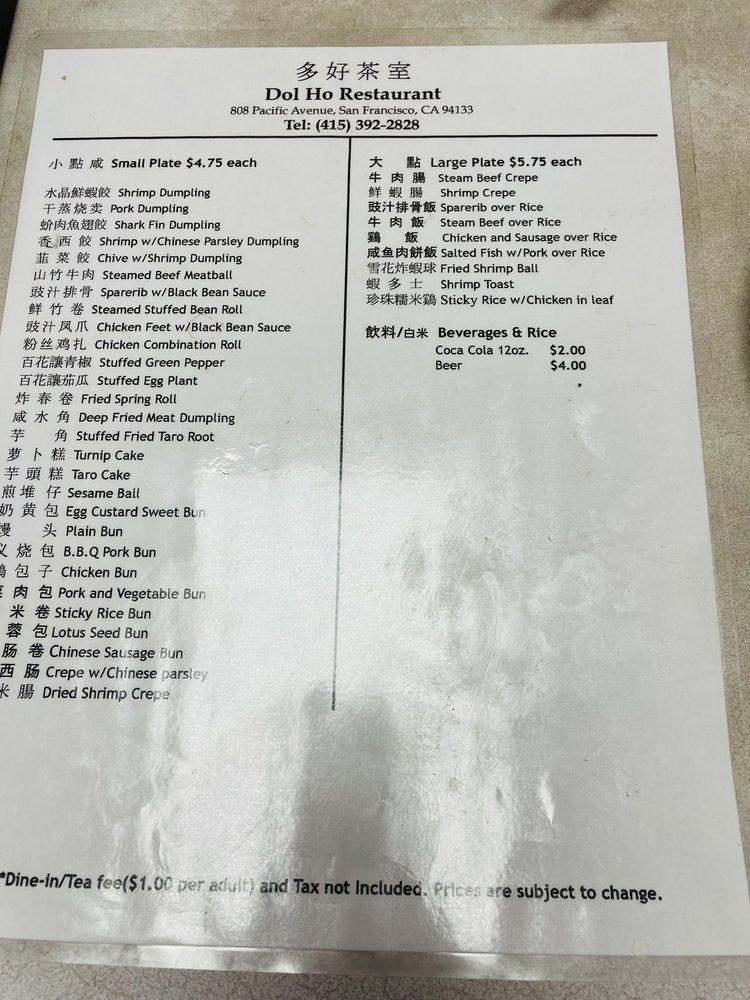 多好茶室
Dol Ho Restaurant
808 Pacific Avenue, San Francisco, CA 94133
Tel: (415) 392-2828
小 點 咸 Small Plate $4.75 each
水晶鮮蝦餃 Shrimp Dumpling
干蒸烧卖 Pork Dumpling
蚧肉魚翅餃 Shark Fin Dumpling
香西餃 Shrimp w/Chinese Parsley Dumpling
韮菜餃 Chive w/Shrimp Dumpling
山竹牛肉 Steamed Beef Meatball
豉汁排骨 Sparerib w/Black Bean Sauce
鮮竹卷 Steamed Stuffed Bean Roll
豉汁凤爪 Chicken Feet w/Black Bean Sauce
粉丝鸡扎 Chicken Combination Roll
百花讓青椒 Stuffed Green Pepper
百花讓茄瓜 Stuffed Egg Plant
炸春卷 Fried Spring Roll
咸水角 Deep Fried Meat Dumpling
芋 角 Stuffed Fried Taro Root
萝卜糕 Turnip Cake
芋頭糕 Taro Cake
煎堆仔 Sesame Ball
奶黄包 Egg Custard Sweet Bun
馒 头 Plain Bun
烧包 B.B.Q Pork Bun
包子 Chicken Bun
肉包 Pork and Vegetable Bun
米卷 Sticky Rice Bun
蓉包 Lotus Seed Bun
肠卷 Chinese Sausage Bun
西肠 Crepe w/Chinese parsley
米腸 Dried Shrimp Crepe
大 點 Large Plate $5.75 each
牛肉腸 Steam Beef Crepe
鮮蝦腸 Shrimp Crepe
豉汁排骨飯 Sparerib over Rice
牛肉飯 Steam Beef over Rice
鷄 飯 Chicken and Sausage over Rice
咸鱼肉餅飯 Salted Fish w/Pork over Rice
雪花炸蝦球 Fried Shrimp Ball
蝦多士 Shrimp Toast
珍珠糯米鷄 Sticky Rice w/Chicken in leaf
飲料/白米 Beverages & Rice
Coca Cola 12oz. $2.00
Beer $4.00
*Dine-in/Tea fee($1.00 per adult) and Tax not Included. Prices are subject to change.